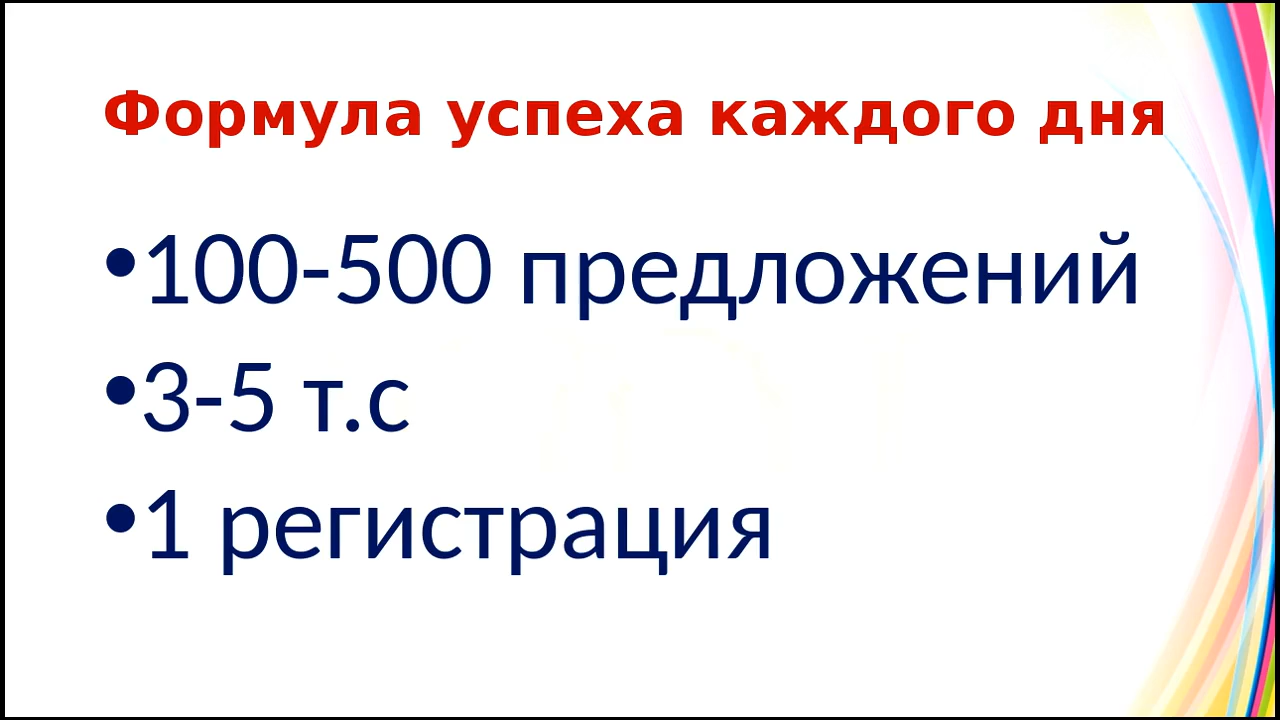 Формула успеха каждого дня
•100-500 предложений
•3-5 т.с
•1 регистрация